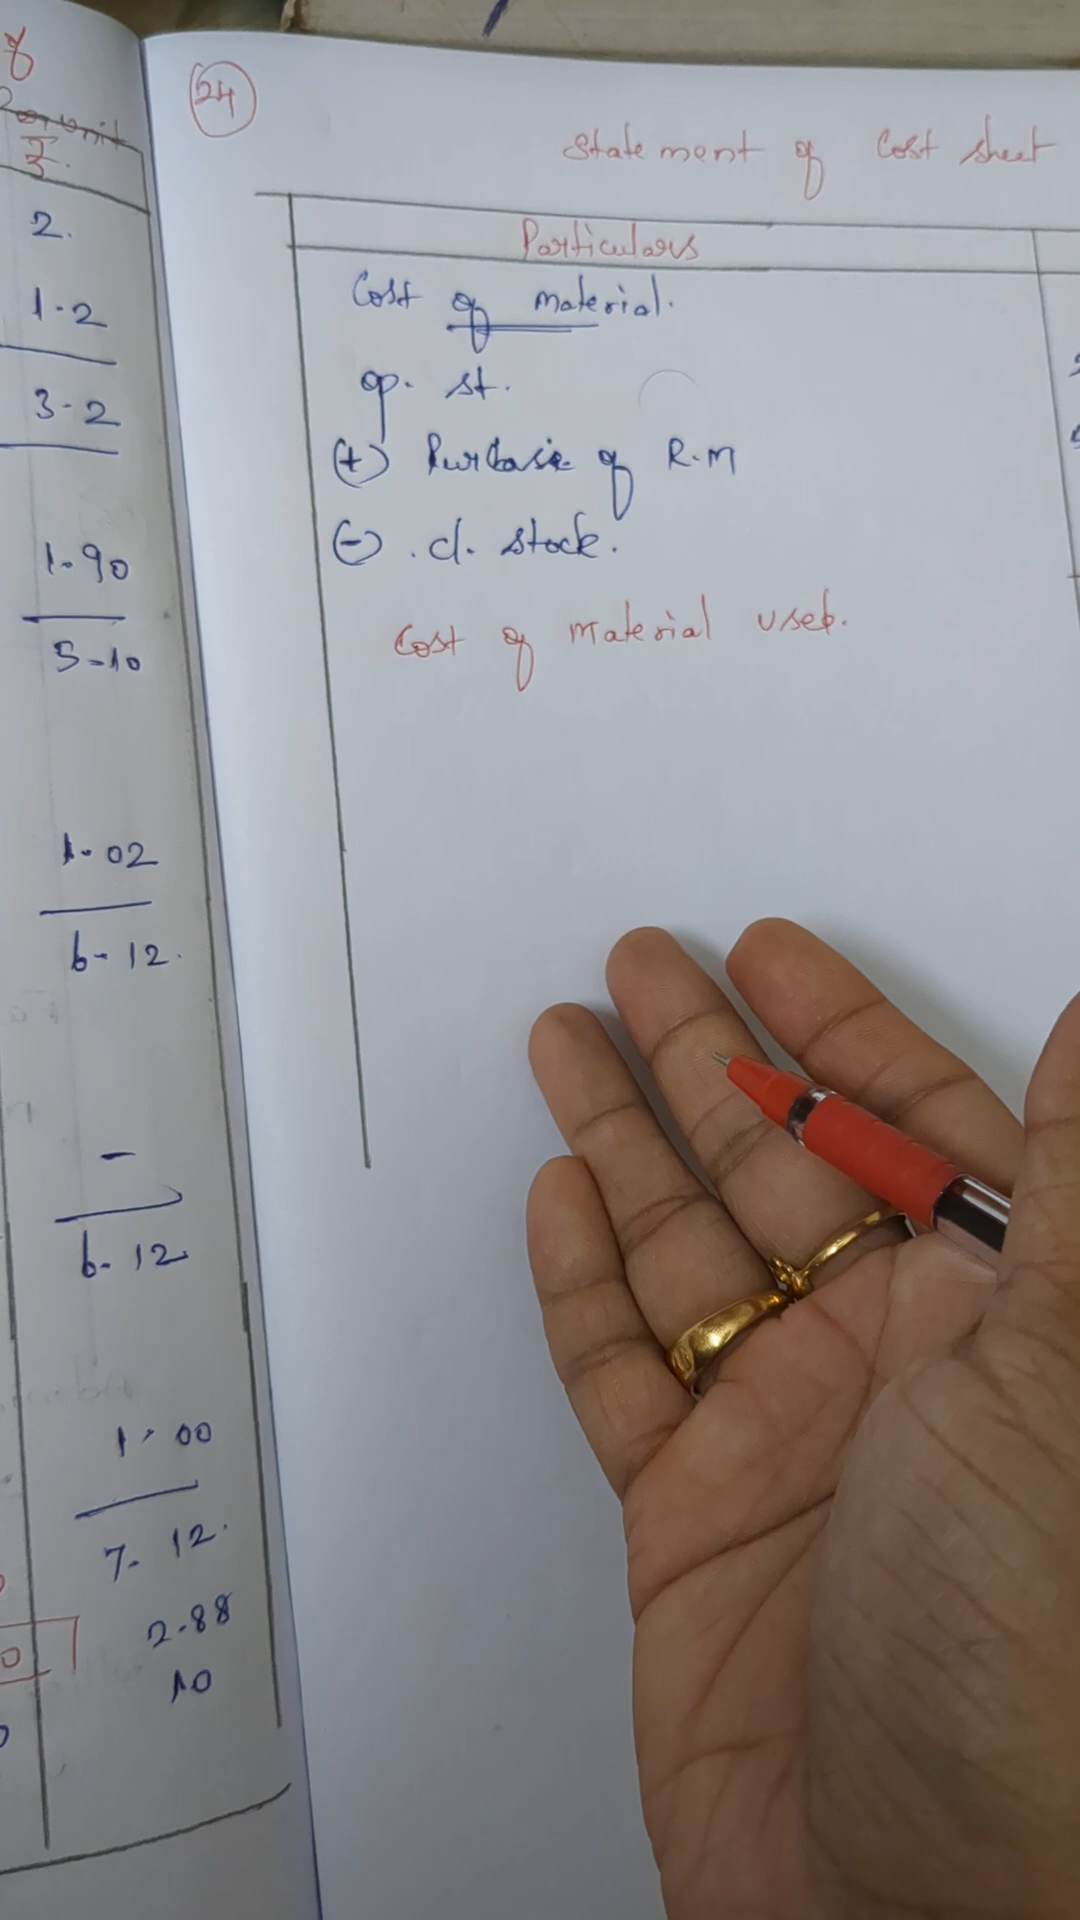 Per unit
₹.
2.
1.2
3.2
1.90
5.10
1.02
6.12.
-
6.12
1.00
7.12.
2.88
10
24
Statement of Cost sheet
Particulars
Cost of material.
op. st.
(+) Purchase of R.M
(-) .cl. stock.
Cost of material used.